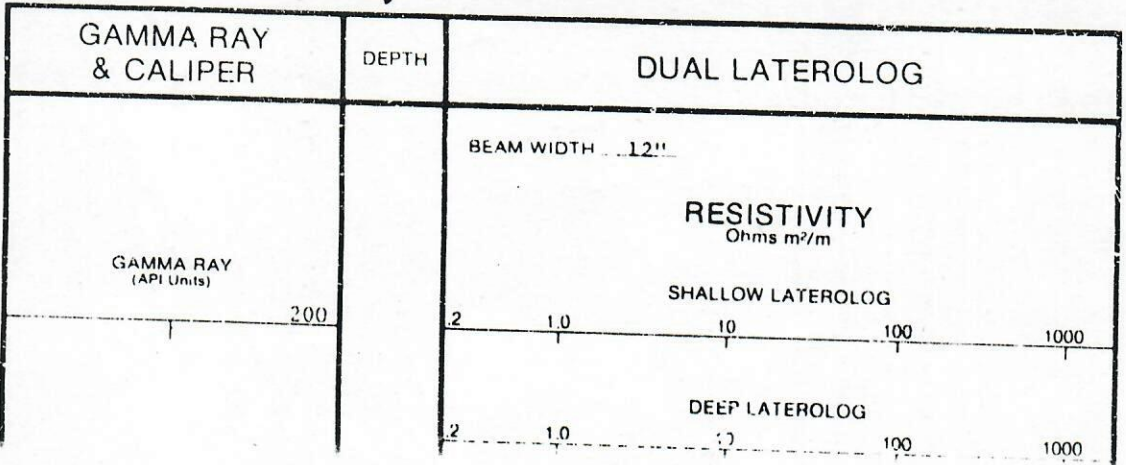 GAMMA RAY
& CALIPER
DEPTH
DUAL LATEROLOG
BEAM WIDTH 12"
RESISTIVITY
Ohms m²/m
GAMMA RAY
(API Units)
200
SHALLOW LATEROLOG
.2 1.0 10 100 1000
DEEP LATEROLOG
.2 1.0 100 1000